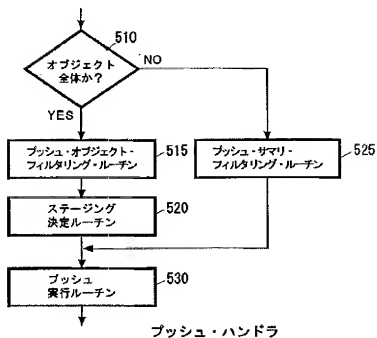 510
オブジェクト
全体か?
NO
YES
プッシュ・オブジェクト-
フィルタリング・ルーチン
515
プッシュ・サマリ-
フィルタリング・ルーチン
525
ステージング
決定ルーチン
520
プッシュ
実行ルーチン
530
プッシュ・ハンドラ